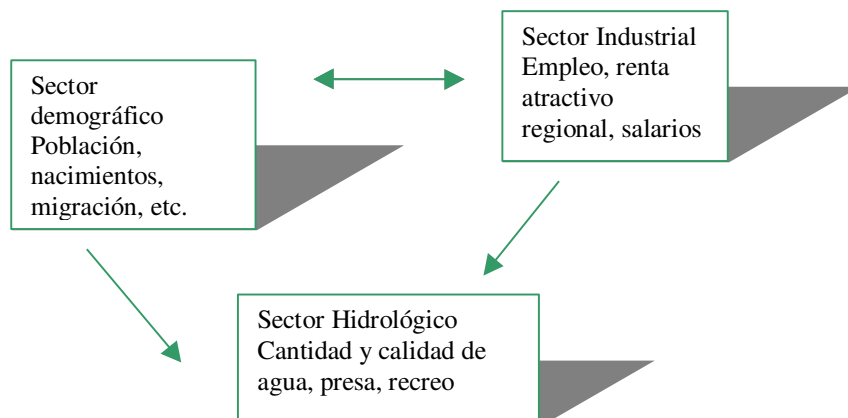 Sector
demográfico
Población,
nacimientos,
migración, etc.
Sector Industrial
Empleo, renta
atractivo
regional, salarios
Sector Hidrológico
Cantidad y calidad de
agua, presa, recreo